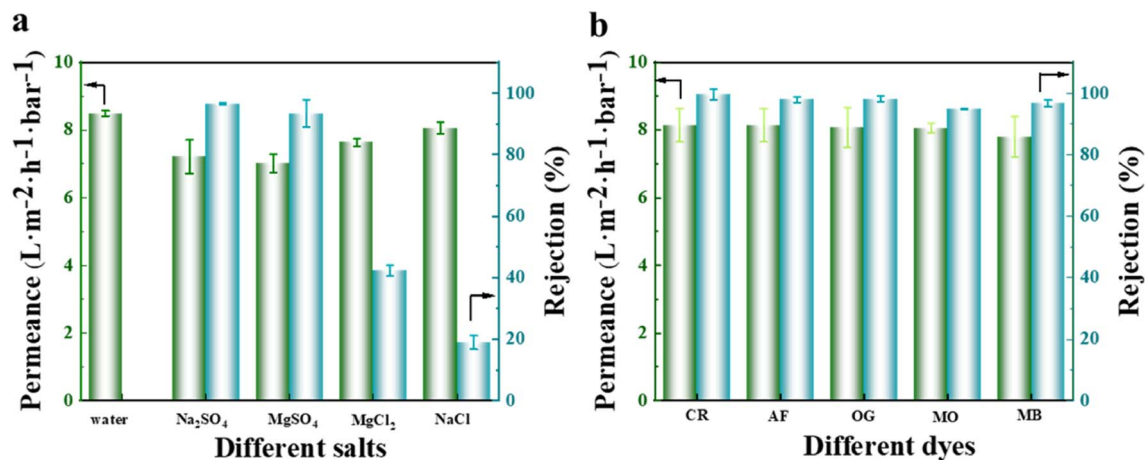 a
Permeance (L·m⁻²·h⁻¹·bar⁻¹)
10
8
6
4
2
0
100
80
60
40
20
0
Rejection (%)
water Na₂SO₄ MgSO₄ MgCl₂ NaCl
Different salts
b
Permeance (L·m⁻²·h⁻¹·bar⁻¹)
10
8
6
4
2
0
100
80
60
40
20
0
Rejection (%)
CR AF OG MO MB
Different dyes